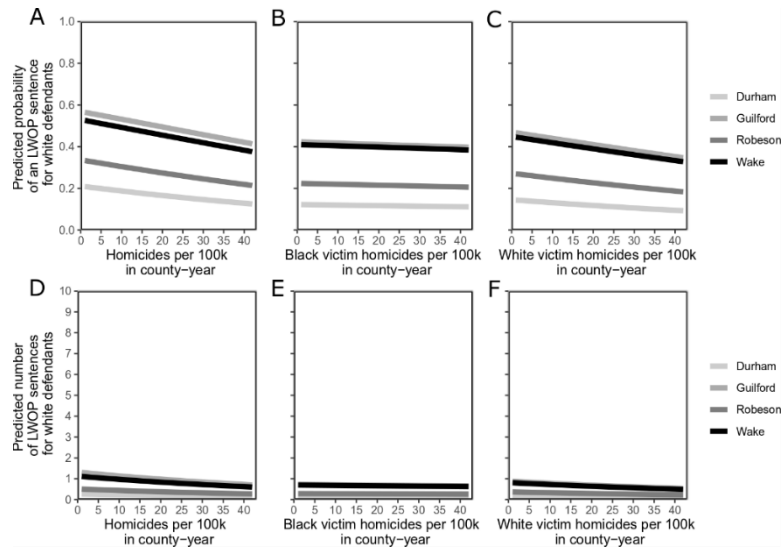 A
B
C
Predicted probability
of an LWOP sentence
for white defendants
1.0
0.8
0.6
0.4
0.2
0.0
0 5 10 15 20 25 30 35 40
0 5 10 15 20 25 30 35 40
0 5 10 15 20 25 30 35 40
Homicides per 100k
in county−year
Black victim homicides per 100k
in county−year
White victim homicides per 100k
in county−year
Durham
Guilford
Robeson
Wake
D
E
F
Predicted number
of LWOP sentences
for white defendants
10
9
8
7
6
5
4
3
2
1
0
0 5 10 15 20 25 30 35 40
0 5 10 15 20 25 30 35 40
0 5 10 15 20 25 30 35 40
Homicides per 100k
in county−year
Black victim homicides per 100k
in county−year
White victim homicides per 100k
in county−year
Durham
Guilford
Robeson
Wake